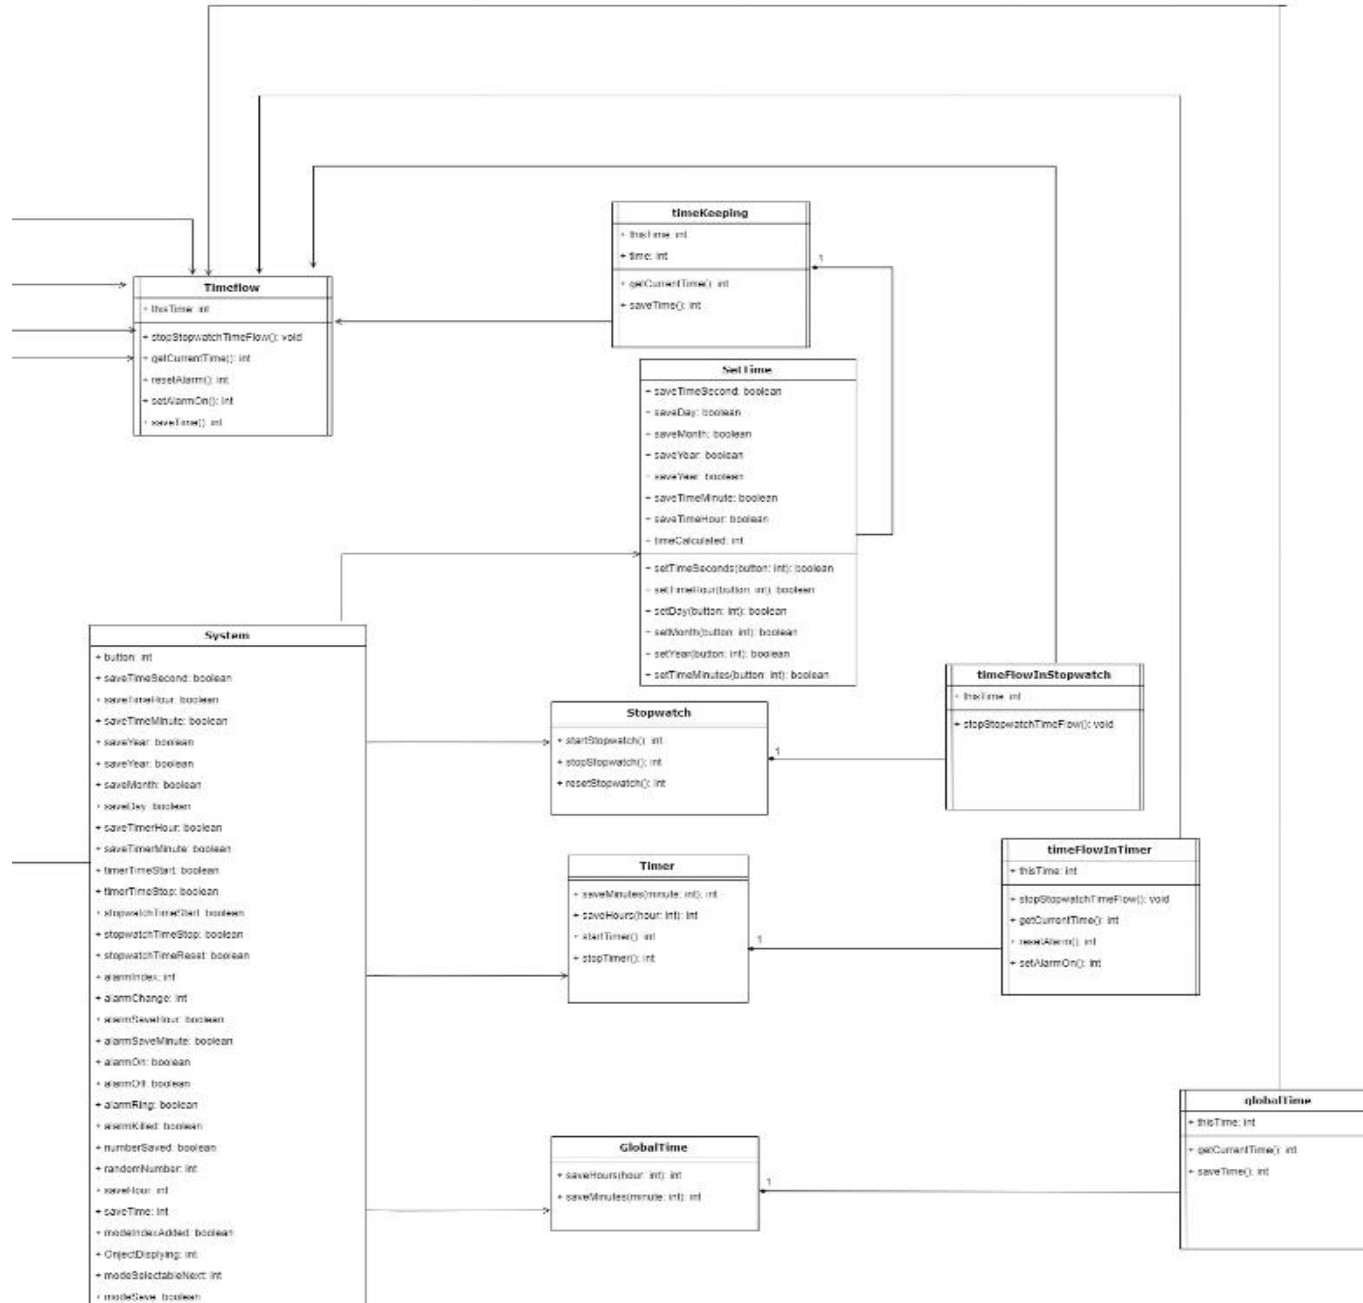 timeKeeping
+ thisTime: int
+ time: int
+ getCurrentTime(): int
+ saveTime(): int
1
Timeflow
+ thisTime: int
+ stopStopwatchTimeFlow(): void
+ getCurrentTime(): int
+ resetAlarm(): int
+ setAlarmOn(): int
+ saveTime(): int
SetTime
+ saveTimeSecond: boolean
+ saveDay: boolean
+ saveMonth: boolean
+ saveYear: boolean
+ saveYear: boolean
+ saveTimeMinute: boolean
+ saveTimeHour: boolean
+ timeCalculated: int
+ setTimeSeconds(button: int): boolean
+ setTimeHour(button: int): boolean
+ setDay(button: int): boolean
+ setMonth(button: int): boolean
+ setYear(button: int): boolean
+ setTimeMinutes(button: int): boolean
System
+ button: int
+ saveTimeSecond: boolean
+ saveTimeHour: boolean
+ saveTimeMinute: boolean
+ saveYear: boolean
+ saveYear: boolean
+ saveMonth: boolean
+ saveDay: boolean
+ saveTimerHour: boolean
+ saveTimerMinute: boolean
+ timerTimeStart: boolean
+ timerTimeStop: boolean
+ stopwatchTimeStart: boolean
+ stopwatchTimeStop: boolean
+ stopwatchTimeReset: boolean
+ alarmIndex: int
+ alarmChange: int
+ alarmSaveHour: boolean
+ alarmSaveMinute: boolean
+ alarmOn: boolean
+ alarmOff: boolean
+ alarmRing: boolean
+ alarmKilled: boolean
+ numberSaved: boolean
+ randomNumber: int
+ saveHour: int
+ saveTime: int
+ modeIndexAdded: boolean
+ OnjectDisplying: int
+ modeSelectableNext: int
+ modeSave: boolean
Stopwatch
+ startStopwatch(): int
+ stopStopwatch(): int
+ resetStopwatch(): int
1
timeFlowInStopwatch
+ thisTime: int
+ stopStopwatchTimeFlow(): void
Timer
+ saveMinutes(minute: int): int
+ saveHours(hour: int): int
+ startTimer(): int
+ stopTimer(): int
1
timeFlowInTimer
+ thisTime: int
+ stopStopwatchTimeFlow(): void
+ getCurrentTime(): int
+ resetAlarm(): int
+ setAlarmOn(): int
GlobalTime
+ saveHours(hour: int): int
+ saveMinutes(minute: int): int
1
globalTime
+ thisTime: int
+ getCurrentTime(): int
+ saveTime(): int